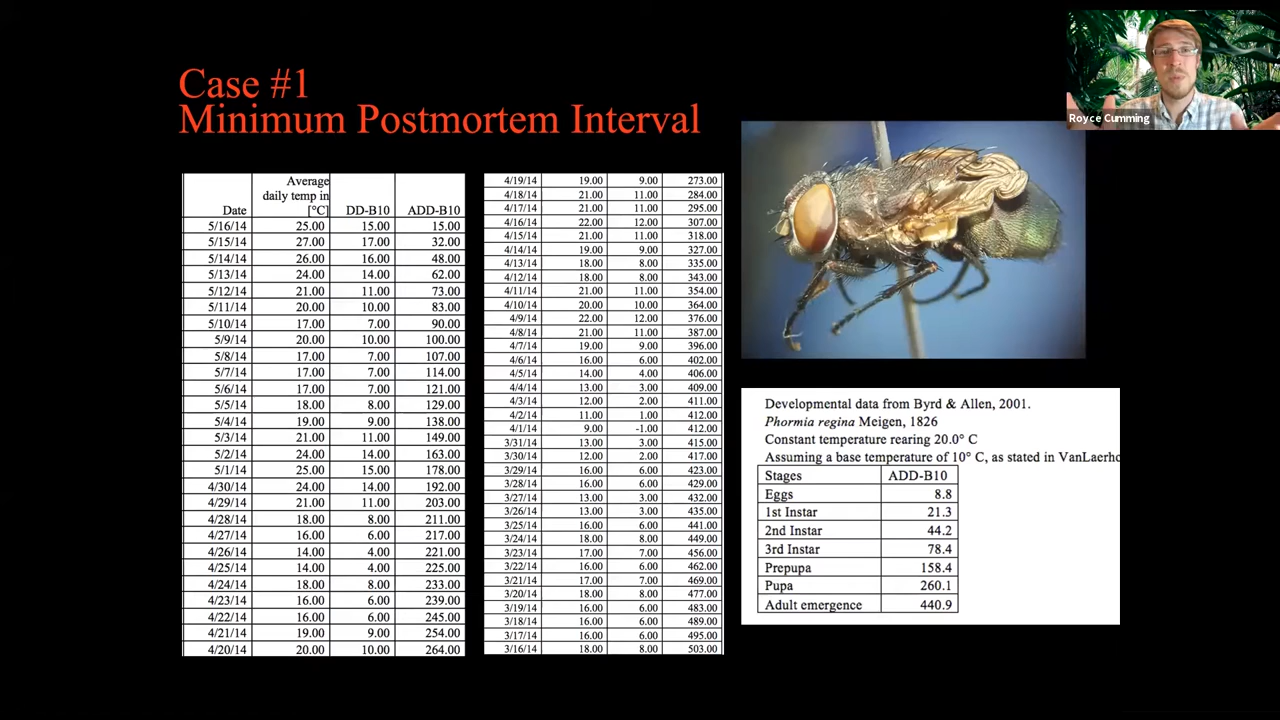 Case #1
Minimum Postmortem Interval
Royce Cumming
Average
daily temp in
Date [°C] DD-B10 ADD-B10
5/16/14 25.00 15.00 15.00
5/15/14 27.00 17.00 32.00
5/14/14 26.00 16.00 48.00
5/13/14 24.00 14.00 62.00
5/12/14 21.00 11.00 73.00
5/11/14 20.00 10.00 83.00
5/10/14 17.00 7.00 90.00
5/9/14 20.00 10.00 100.00
5/8/14 17.00 7.00 107.00
5/7/14 17.00 7.00 114.00
5/6/14 17.00 7.00 121.00
5/5/14 18.00 8.00 129.00
5/4/14 19.00 9.00 138.00
5/3/14 21.00 11.00 149.00
5/2/14 24.00 14.00 163.00
5/1/14 25.00 15.00 178.00
4/30/14 24.00 14.00 192.00
4/29/14 21.00 11.00 203.00
4/28/14 18.00 8.00 211.00
4/27/14 16.00 6.00 217.00
4/26/14 14.00 4.00 221.00
4/25/14 14.00 4.00 225.00
4/24/14 18.00 8.00 233.00
4/23/14 16.00 6.00 239.00
4/22/14 16.00 6.00 245.00
4/21/14 19.00 9.00 254.00
4/20/14 20.00 10.00 264.00
4/19/14 19.00 9.00 273.00
4/18/14 21.00 11.00 284.00
4/17/14 21.00 11.00 295.00
4/16/14 22.00 12.00 307.00
4/15/14 21.00 11.00 318.00
4/14/14 19.00 9.00 327.00
4/13/14 18.00 8.00 335.00
4/12/14 18.00 8.00 343.00
4/11/14 21.00 11.00 354.00
4/10/14 20.00 10.00 364.00
4/9/14 22.00 12.00 376.00
4/8/14 21.00 11.00 387.00
4/7/14 19.00 9.00 396.00
4/6/14 16.00 6.00 402.00
4/5/14 14.00 4.00 406.00
4/4/14 13.00 3.00 409.00
4/3/14 12.00 2.00 411.00
4/2/14 11.00 1.00 412.00
4/1/14 9.00 -1.00 412.00
3/31/14 13.00 3.00 415.00
3/30/14 12.00 2.00 417.00
3/29/14 16.00 6.00 423.00
3/28/14 16.00 6.00 429.00
3/27/14 13.00 3.00 432.00
3/26/14 13.00 3.00 435.00
3/25/14 16.00 6.00 441.00
3/24/14 18.00 8.00 449.00
3/23/14 17.00 7.00 456.00
3/22/14 16.00 6.00 462.00
3/21/14 17.00 7.00 469.00
3/20/14 18.00 8.00 477.00
3/19/14 16.00 6.00 483.00
3/18/14 16.00 6.00 489.00
3/17/14 16.00 6.00 495.00
3/16/14 18.00 8.00 503.00
Developmental data from Byrd & Allen, 2001.
Phormia regina Meigen, 1826
Constant temperature rearing 20.0° C
Assuming a base temperature of 10° C, as stated in VanLaerho
Stages ADD-B10
Eggs 8.8
1st Instar 21.3
2nd Instar 44.2
3rd Instar 78.4
Prepupa 158.4
Pupa 260.1
Adult emergence 440.9